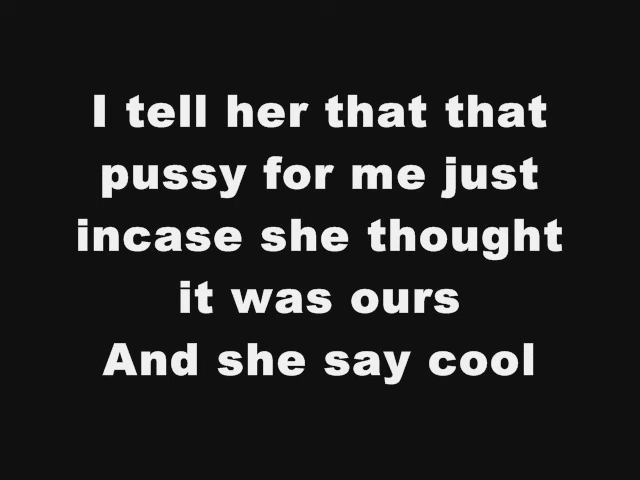 I tell her that that
pussy for me just
incase she thought
it was ours
And she say cool